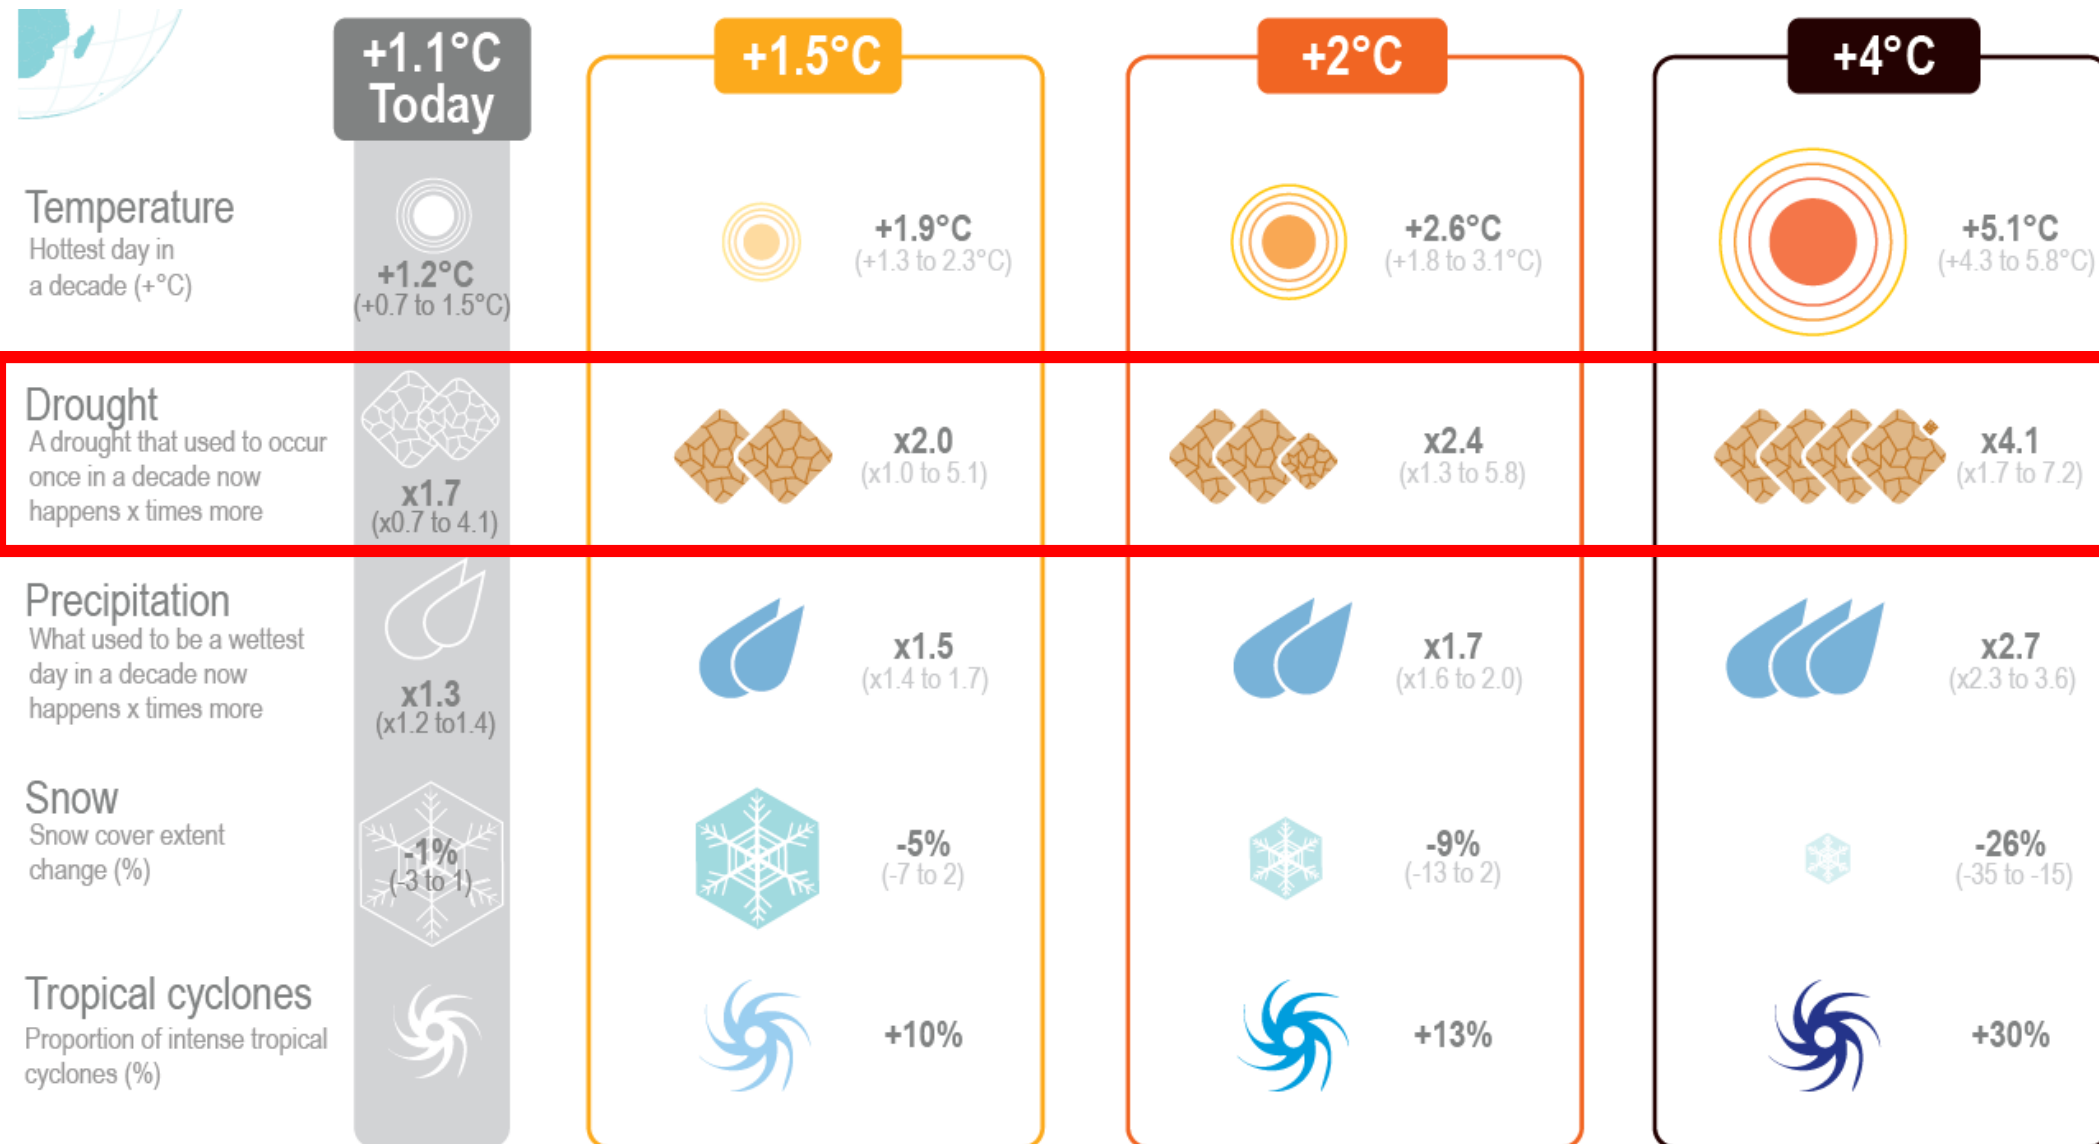 +1.1°C
Today
+1.5°C
+2°C
+4°C
Temperature
Hottest day in
a decade (+°C)
+1.2°C
(+0.7 to 1.5°C)
+1.9°C
(+1.3 to 2.3°C)
+2.6°C
(+1.8 to 3.1°C)
+5.1°C
(+4.3 to 5.8°C)
Drought
A drought that used to occur
once in a decade now
happens x times more
x1.7
(x0.7 to 4.1)
x2.0
(x1.0 to 5.1)
x2.4
(x1.3 to 5.8)
x4.1
(x1.7 to 7.2)
Precipitation
What used to be a wettest
day in a decade now
happens x times more
x1.3
(x1.2 to1.4)
x1.5
(x1.4 to 1.7)
x1.7
(x1.6 to 2.0)
x2.7
(x2.3 to 3.6)
Snow
Snow cover extent
change (%)
-1%
(-3 to 1)
-5%
(-7 to 2)
-9%
(-13 to 2)
-26%
(-35 to -15)
Tropical cyclones
Proportion of intense tropical
cyclones (%)
+10%
+13%
+30%